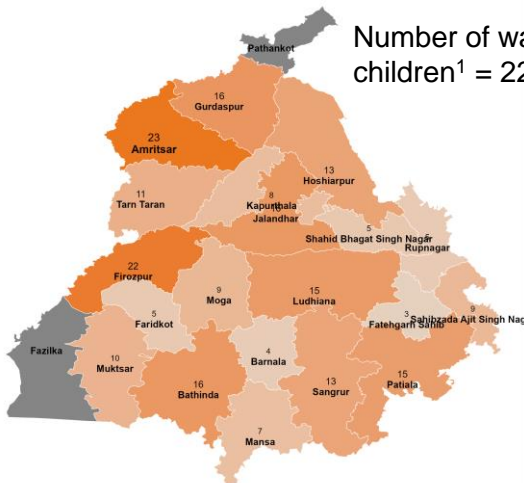 Number of wa
children¹ = 22
Pathankot
16
Gurdaspur
23
Amritsar
13
Hoshiarpur
11
Tarn Taran
8
Kapurthala
16
Jalandhar
5
Shahid Bhagat Singh Nagar
Rupnagar
22
Firozpur
9
Moga
15
Ludhiana
5
Faridkot
3
Fatehgarh Sahib
9
Sahibzada Ajit Singh Nag
Fazilka
10
Muktsar
16
Bathinda
4
Barnala
13
Sangrur
15
Patiala
7
Mansa